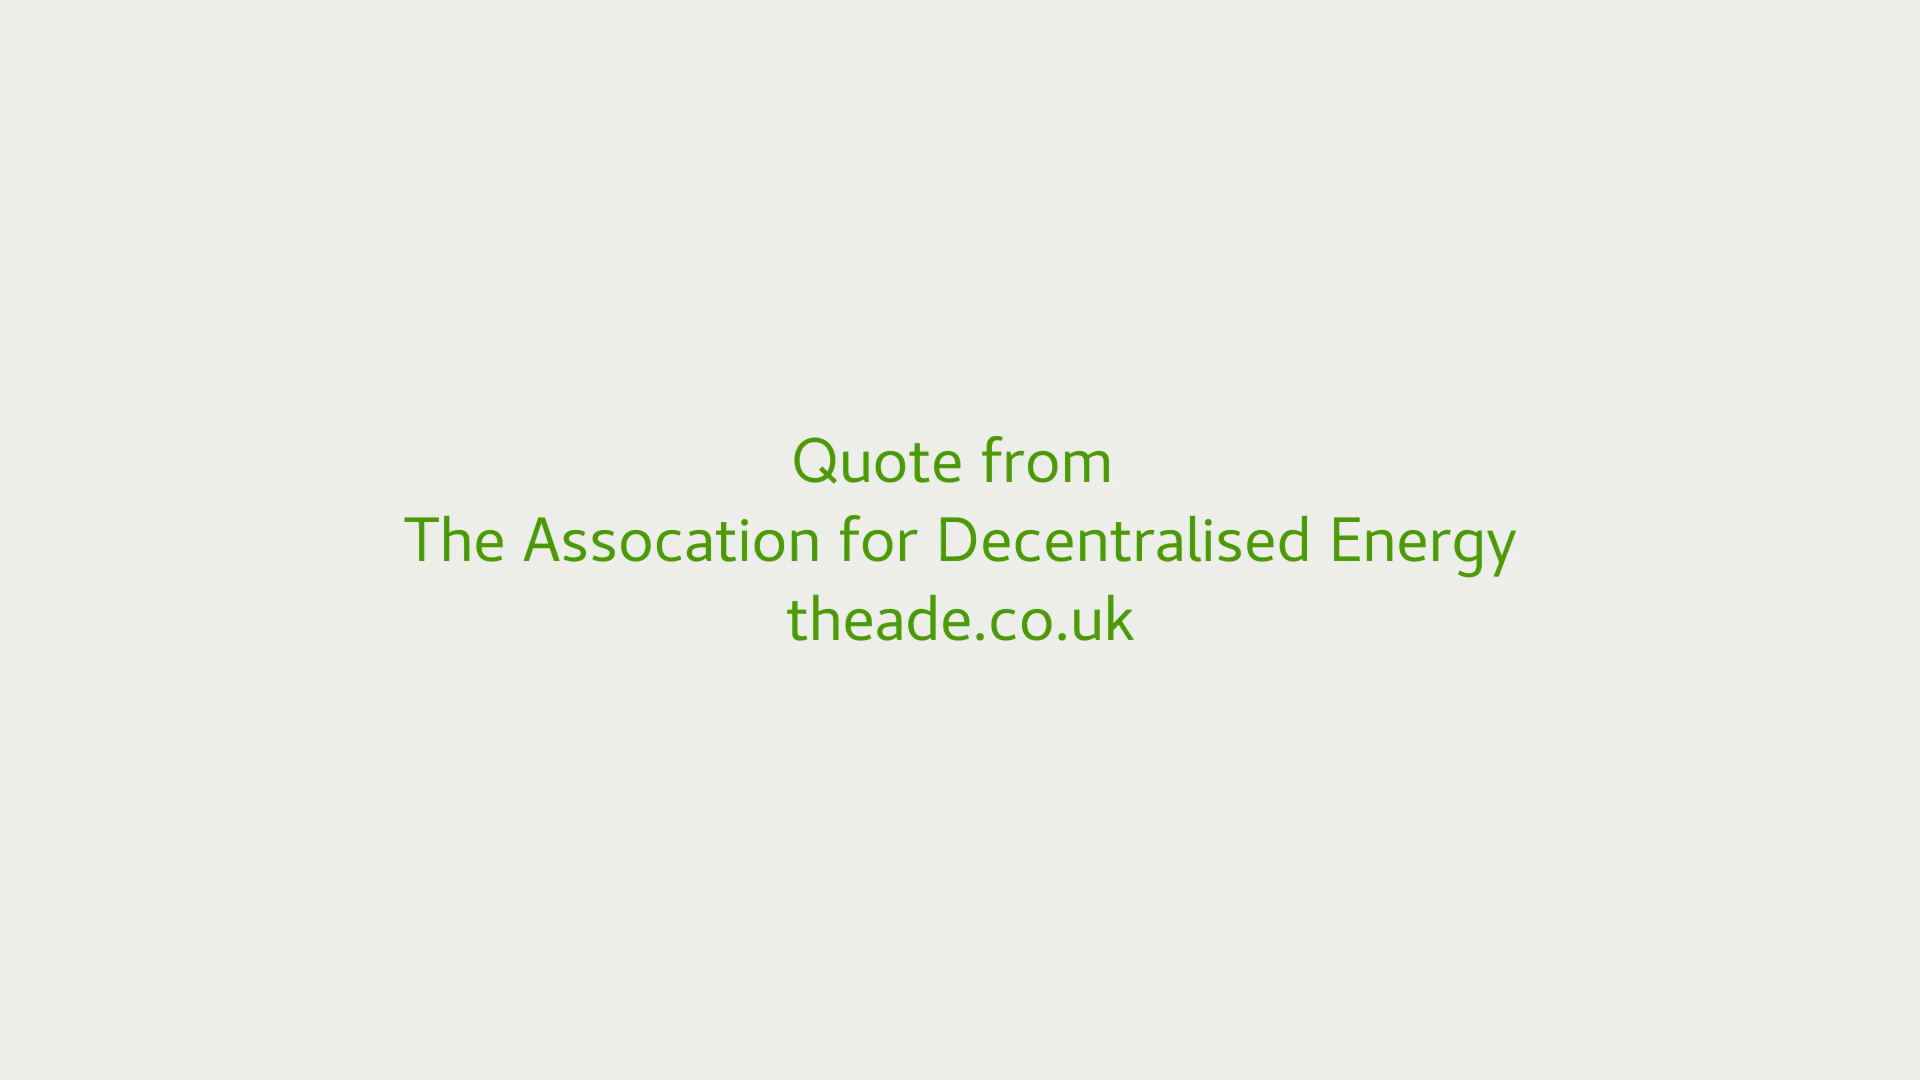 Quote from
The Assocation for Decentralised Energy
theade.co.uk